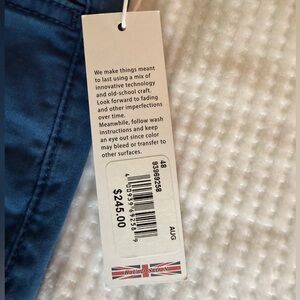 We make things meant
to last using a mix of
innovative technology
and old-school craft.
Look forward to fading
and other imperfections
over time.
Meanwhile, follow wash
instructions and keep
an eye out since color
may bleed or transfer to
other surfaces.
448
93969258
$245.00
AUG